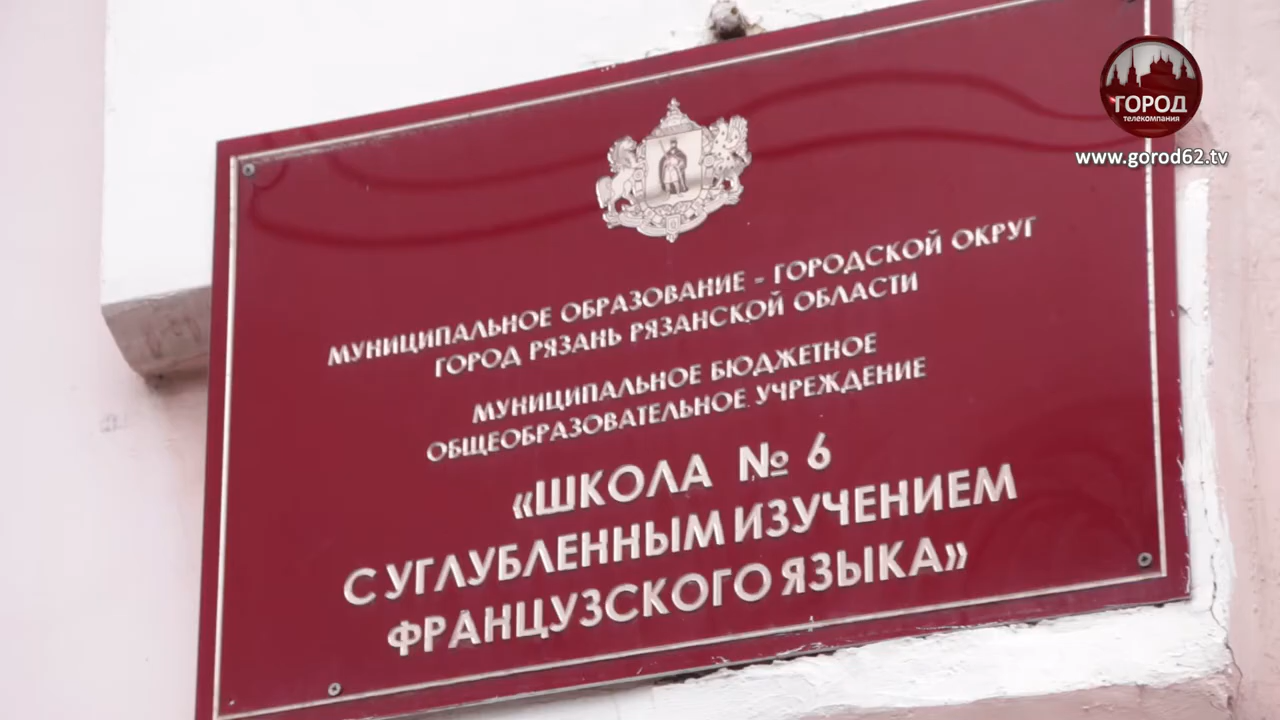 ГОРОД
телекомпания
www.gorod62.tv
МУНИЦИПАЛЬНОЕ ОБРАЗОВАНИЕ - ГОРОДСКОЙ ОКРУГ
ГОРОД РЯЗАНЬ РЯЗАНСКОЙ ОБЛАСТИ
МУНИЦИПАЛЬНОЕ БЮДЖЕТНОЕ
ОБЩЕОБРАЗОВАТЕЛЬНОЕ УЧРЕЖДЕНИЕ
«ШКОЛА № 6
С УГЛУБЛЕННЫМ ИЗУЧЕНИЕМ
ФРАНЦУЗСКОГО ЯЗЫКА»